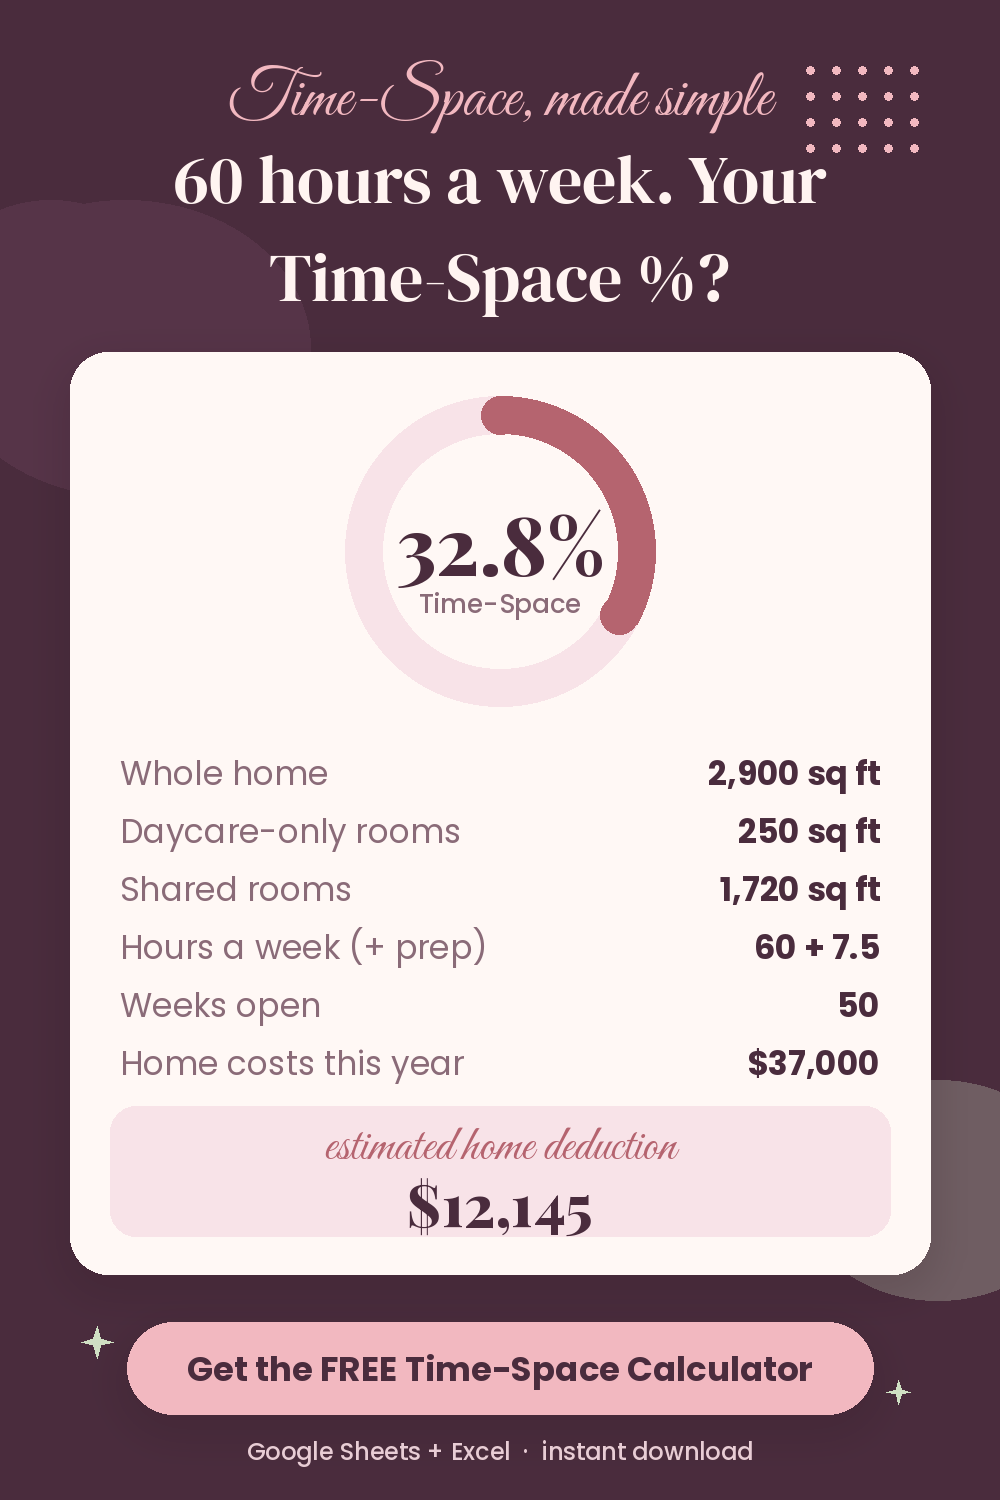 Time-Space, made simple
60 hours a week. Your
Time-Space %?
32.8%
Time-Space
Whole home 2,900 sq ft
Daycare-only rooms 250 sq ft
Shared rooms 1,720 sq ft
Hours a week (+ prep) 60 + 7.5
Weeks open 50
Home costs this year $37,000
estimated home deduction
$12,145
Get the FREE Time-Space Calculator
Google Sheets + Excel · instant download